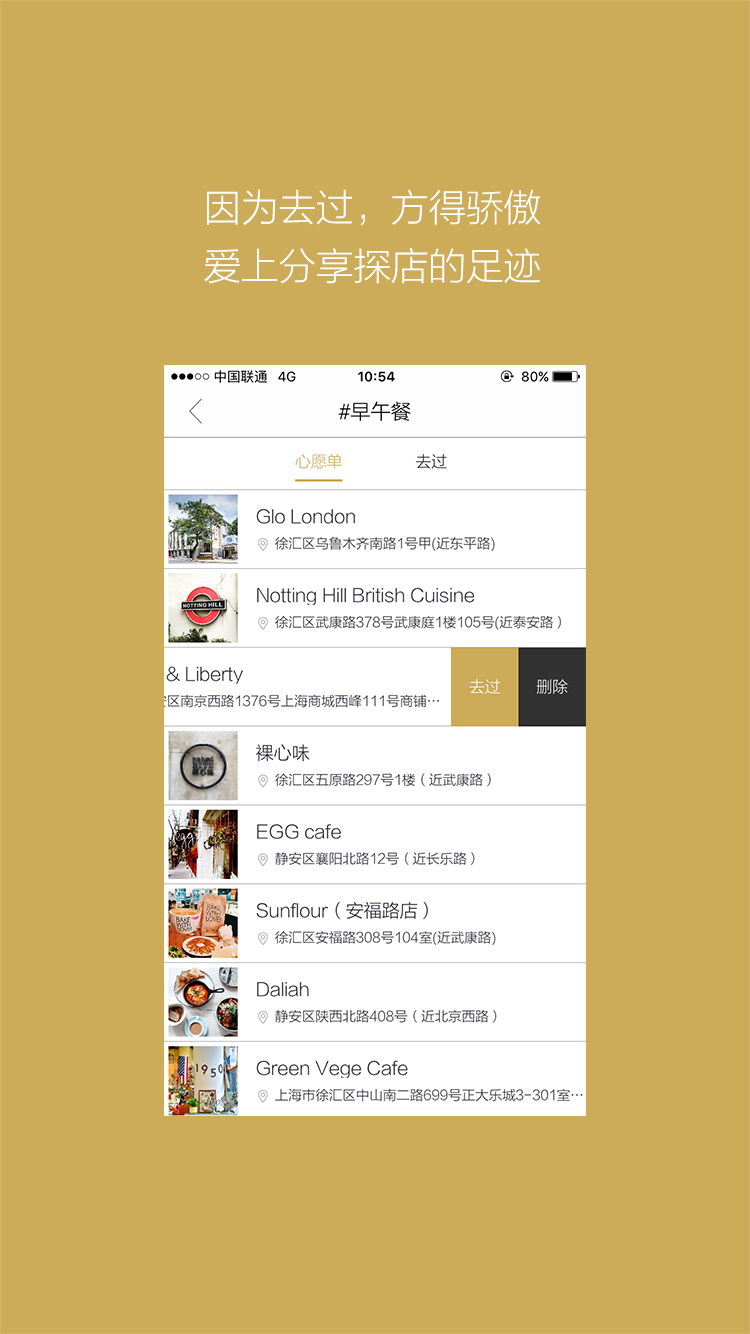 因为去过，方得骄傲
爱上分享探店的足迹
中国联通 4G 10:54 80%
#早午餐
心愿单 去过
Glo London
徐汇区乌鲁木齐南路1号甲(近东平路)
NOTTING HILL
Notting Hill British Cuisine
徐汇区武康路378号武康庭1楼105号(近泰安路）
& Liberty
区南京西路1376号上海商城西峰111号商铺…
去过 删除
裸心味
徐汇区五原路297号1楼（近武康路）
egg
EGG cafe
静安区襄阳北路12号（近长乐路）
BAKE WITH LOVE!
Sunflour（安福路店）
徐汇区安福路308号104室(近武康路)
Daliah
静安区陕西北路408号（近北京西路）
1950
Green Vege Cafe
上海市徐汇区中山南二路699号正大乐城3-301室…